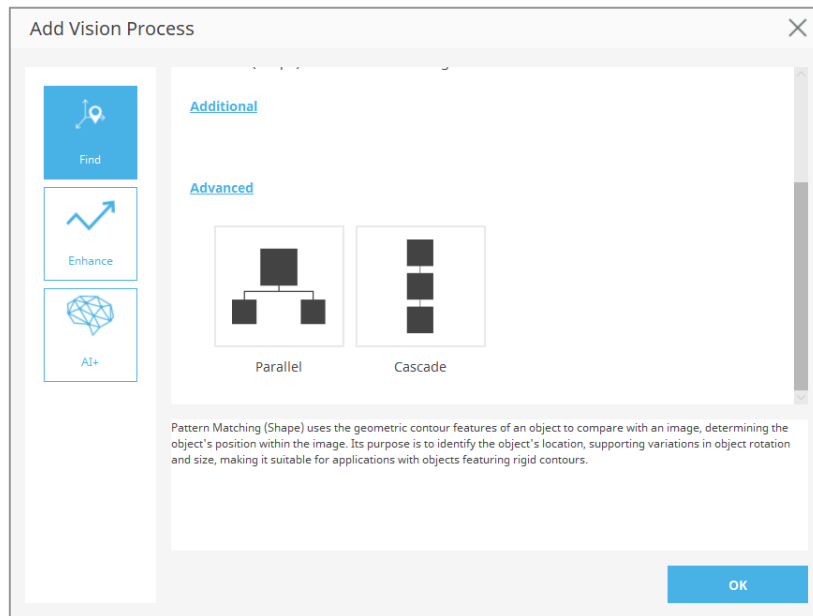 Add Vision Process
Find
Enhance
AI+
Additional
Advanced
Parallel
Cascade
Pattern Matching (Shape) uses the geometric contour features of an object to compare with an image, determining the
object's position within the image. Its purpose is to identify the object's location, supporting variations in object rotation
and size, making it suitable for applications with objects featuring rigid contours.
OK